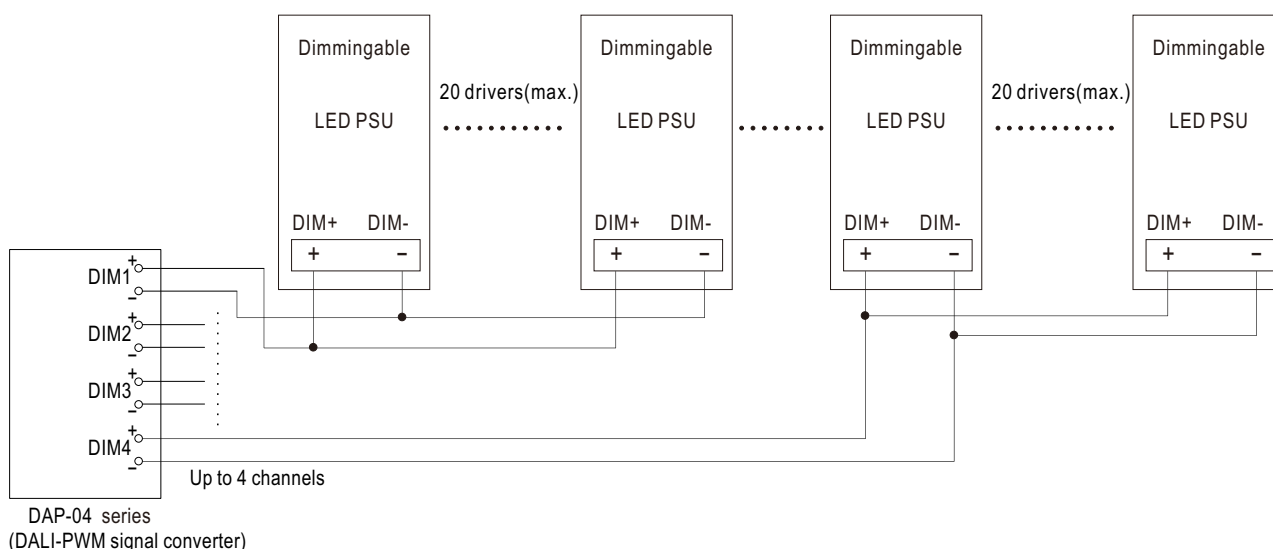 Dimmingable
LED PSU
DIM+ DIM-
+ −
20 drivers(max.)
Dimmingable
LED PSU
DIM+ DIM-
+ −
Dimmingable
LED PSU
DIM+ DIM-
+ −
20 drivers(max.)
Dimmingable
LED PSU
DIM+ DIM-
+ −
+
DIM1
−
+
DIM2
−
+
DIM3
−
+
DIM4
−
Up to 4 channels
DAP-04 series
(DALI-PWM signal converter)